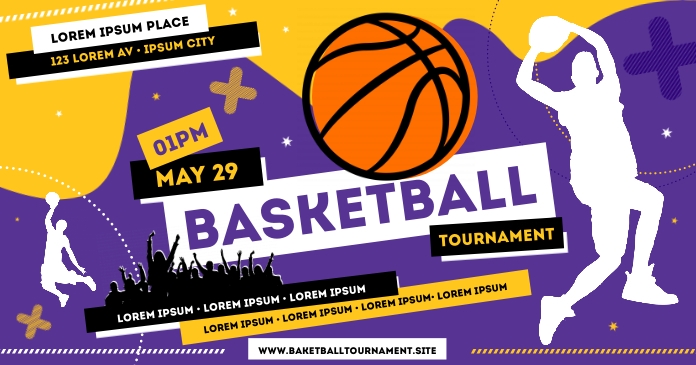 LOREM IPSUM PLACE
123 LOREM AV • IPSUM CITY
01PM
MAY 29
BASKETBALL
TOURNAMENT
LOREM IPSUM • LOREM IPSUM • LOREM IPSUM
LOREM IPSUM • LOREM IPSUM • LOREM IPSUM• LOREM IPSUM
WWW.BAKETBALLTOURNAMENT.SITE